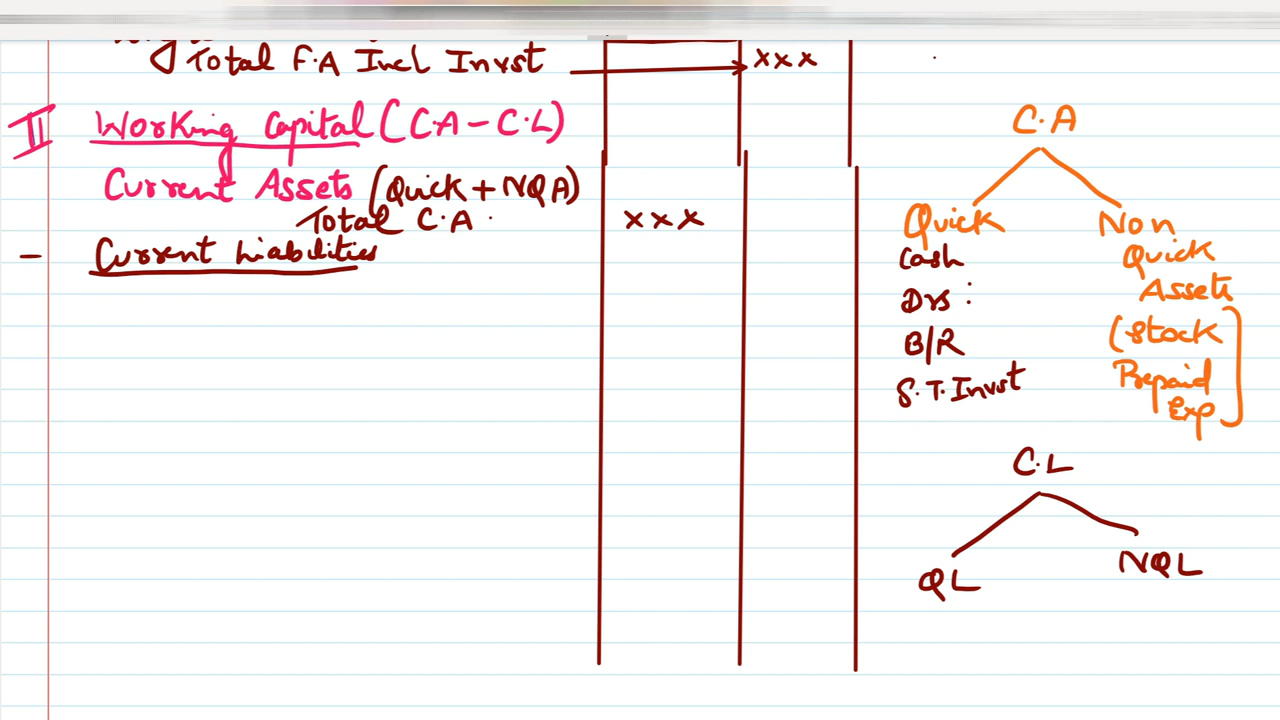 Total F.A Incl Invst xxx
II Working Capital (C.A - C.L)
Current Assets (Quick + NQA)
Total C.A. xxx
- Current Liabilities
C.A
Quick
Cash
Drs :
B/R
S.T. Invst
Non
Quick
Assets
(Stock
Prepaid
Exp
C.L
QL
NQL